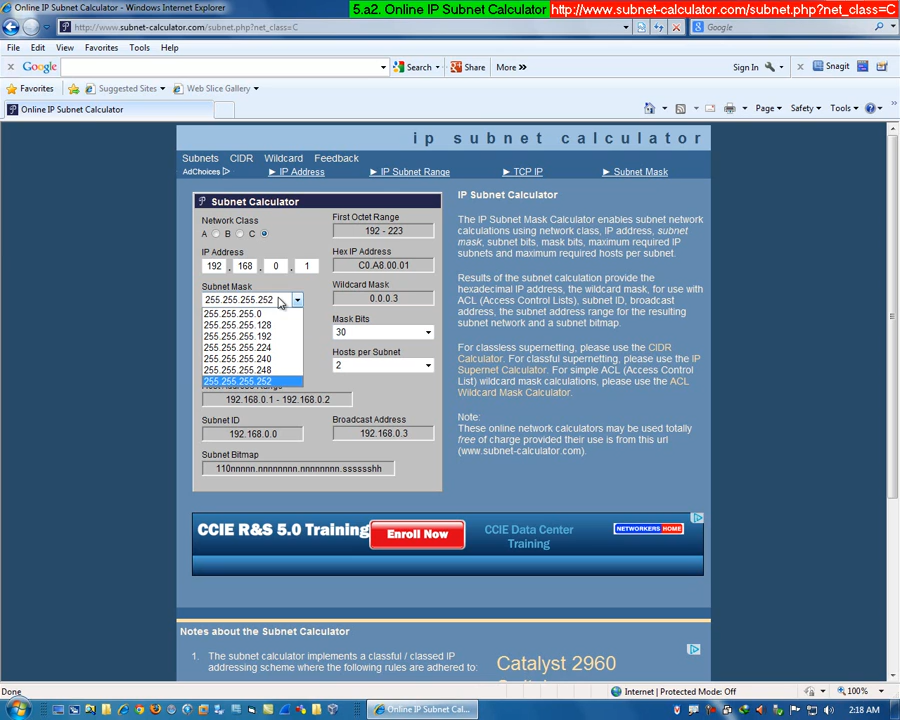 Online IP Subnet Calculator - Windows Internet Explorer
5.a2. Online IP Subnet Calculator http://www.subnet-calculator.com/subnet.php?net_class=C
http://www.subnet-calculator.com/subnet.php?net_class=C
Google
File Edit View Favorites Tools Help
Google Search Share More » Sign In Snagit
Favorites Suggested Sites Web Slice Gallery
Online IP Subnet Calculator
Page Safety Tools
ip subnet calculator
Subnets CIDR Wildcard Feedback
AdChoices ► IP Address ► IP Subnet Range ► TCP IP ► Subnet Mask
Subnet Calculator
Network Class
A B C
First Octet Range
192 - 223
IP Address
192 . 168 . 0 . 1
Hex IP Address
C0.A8.00.01
Subnet Mask
255.255.255.252
255.255.255.0
255.255.255.128
255.255.255.192
255.255.255.224
255.255.255.240
255.255.255.248
255.255.255.252
Wildcard Mask
0.0.0.3
Mask Bits
30
Hosts per Subnet
2
Host Address Range
192.168.0.1 - 192.168.0.2
Subnet ID
192.168.0.0
Broadcast Address
192.168.0.3
Subnet Bitmap
110nnnnn.nnnnnnnn.nnnnnnnn.sssssshh
IP Subnet Calculator
The IP Subnet Mask Calculator enables subnet network
calculations using network class, IP address, subnet
mask, subnet bits, mask bits, maximum required IP
subnets and maximum required hosts per subnet.
Results of the subnet calculation provide the
hexadecimal IP address, the wildcard mask, for use with
ACL (Access Control Lists), subnet ID, broadcast
address, the subnet address range for the resulting
subnet network and a subnet bitmap.
For classless supernetting, please use the CIDR
Calculator. For classful supernetting, please use the IP
Supernet Calculator. For simple ACL (Access Control
List) wildcard mask calculations, please use the ACL
Wildcard Mask Calculator.
Note:
These online network calculators may be used totally
free of charge provided their use is from this url
(www.subnet-calculator.com).
CCIE R&S 5.0 Training Enroll Now CCIE Data Center
Training
NETWORKERS HOME
Notes about the Subnet Calculator
1. The subnet calculator implements a classful / classed IP
addressing scheme where the following rules are adhered to:
Catalyst 2960
Done Internet | Protected Mode: Off 100%
Online IP Subnet Cal... 2:18 AM